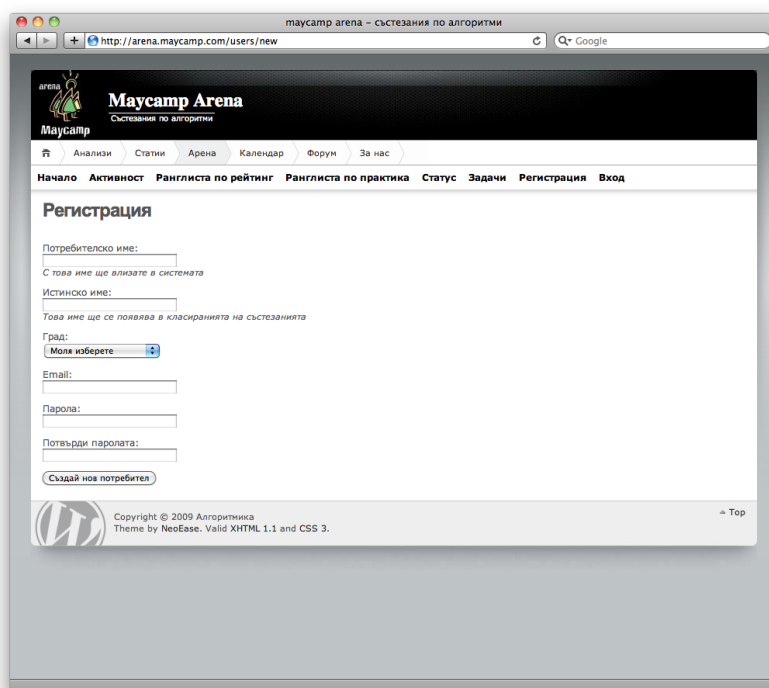 maycamp arena – състезания по алгоритми
http://arena.maycamp.com/users/new
Google
arena
Maycamp
Maycamp Arena
Състезания по алгоритми
Анализи Статии Арена Календар Форум За нас
Начало Активност Ранглиста по рейтинг Ранглиста по практика Статус Задачи Регистрация Вход
Регистрация
Потребителско име:
С това име ще влизате в системата
Истинско име:
Това име ще се появява в класиранията на състезанията
Град:
Моля изберете
Email:
Парола:
Потвърди паролата:
Създай нов потребител
Copyright © 2009 Алгоритмика
Theme by NeoEase. Valid XHTML 1.1 and CSS 3.
Top